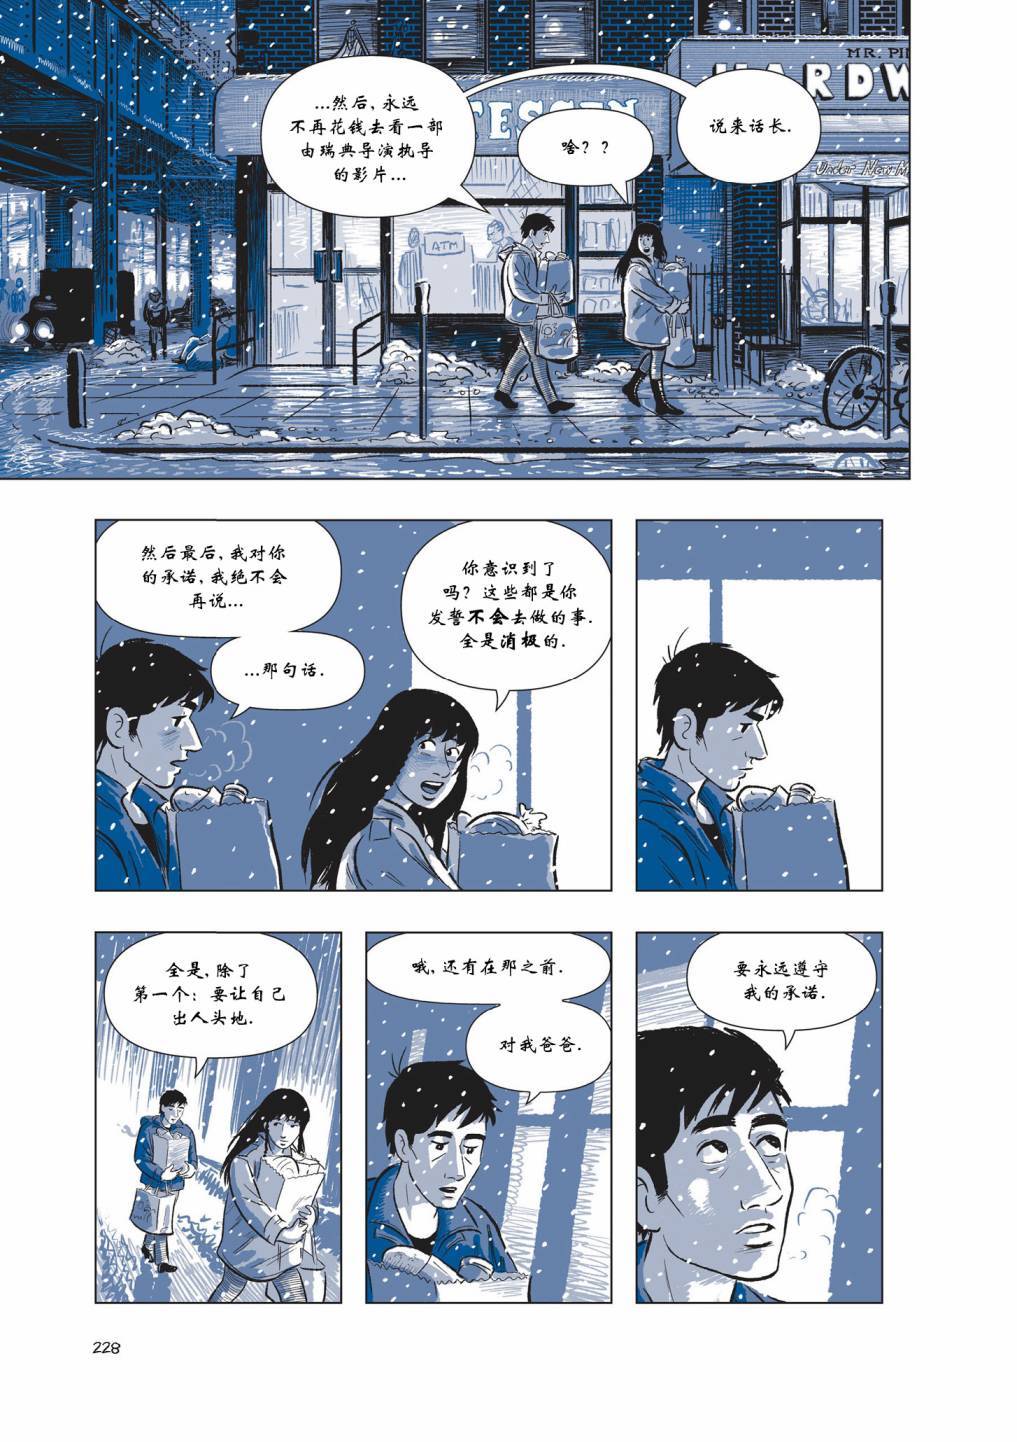 MR. PI
HARDW
TESSEN
Under New M
ATM
...然后,永远
不再花钱去看一部
由瑞典导演执导
的影片...
啥？？
说来话长.
然后最后,我对你
的承诺,我绝不会
再说...
...那句话.
你意识到了
吗？这些都是你
发誓不会去做的事.
全是消极的.
全是,除了
第一个：要让自己
出人头地.
哦,还有在那之前.
对我爸爸.
要永远遵守
我的承诺.
228